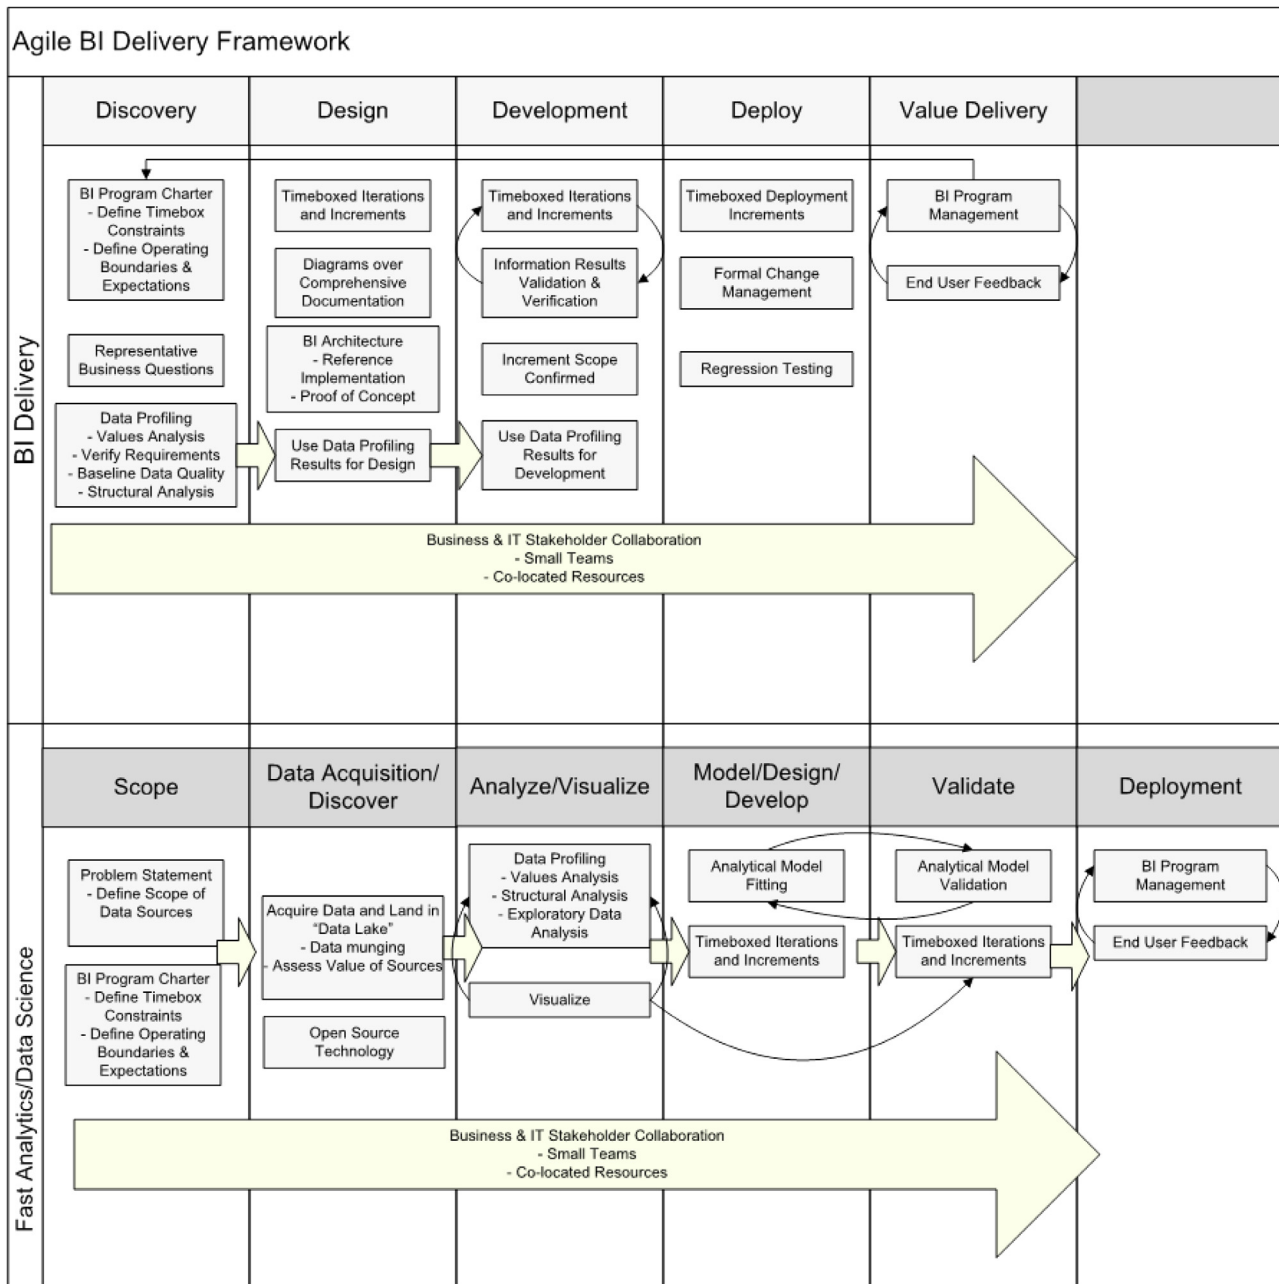 Agile BI Delivery Framework
BI Delivery
Discovery
Design
Development
Deploy
Value Delivery
BI Program Charter
- Define Timebox
Constraints
- Define Operating
Boundaries &
Expectations
Representative
Business Questions
Data Profiling
- Values Analysis
- Verify Requirements
- Baseline Data Quality
- Structural Analysis
Timeboxed Iterations
and Increments
Diagrams over
Comprehensive
Documentation
BI Architecture
- Reference
Implementation
- Proof of Concept
Use Data Profiling
Results for Design
Timeboxed Iterations
and Increments
Information Results
Validation &
Verification
Increment Scope
Confirmed
Use Data Profiling
Results for
Development
Timeboxed Deployment
Increments
Formal Change
Management
Regression Testing
BI Program
Management
End User Feedback
Business & IT Stakeholder Collaboration
- Small Teams
- Co-located Resources
Fast Analytics/Data Science
Scope
Data Acquisition/
Discover
Analyze/Visualize
Model/Design/
Develop
Validate
Deployment
Problem Statement
- Define Scope of
Data Sources
BI Program Charter
- Define Timebox
Constraints
- Define Operating
Boundaries &
Expectations
Acquire Data and Land in
“Data Lake”
- Data munging
- Assess Value of Sources
Open Source
Technology
Data Profiling
- Values Analysis
- Structural Analysis
- Exploratory Data
Analysis
Visualize
Analytical Model
Fitting
Timeboxed Iterations
and Increments
Analytical Model
Validation
Timeboxed Iterations
and Increments
BI Program
Management
End User Feedback
Business & IT Stakeholder Collaboration
- Small Teams
- Co-located Resources